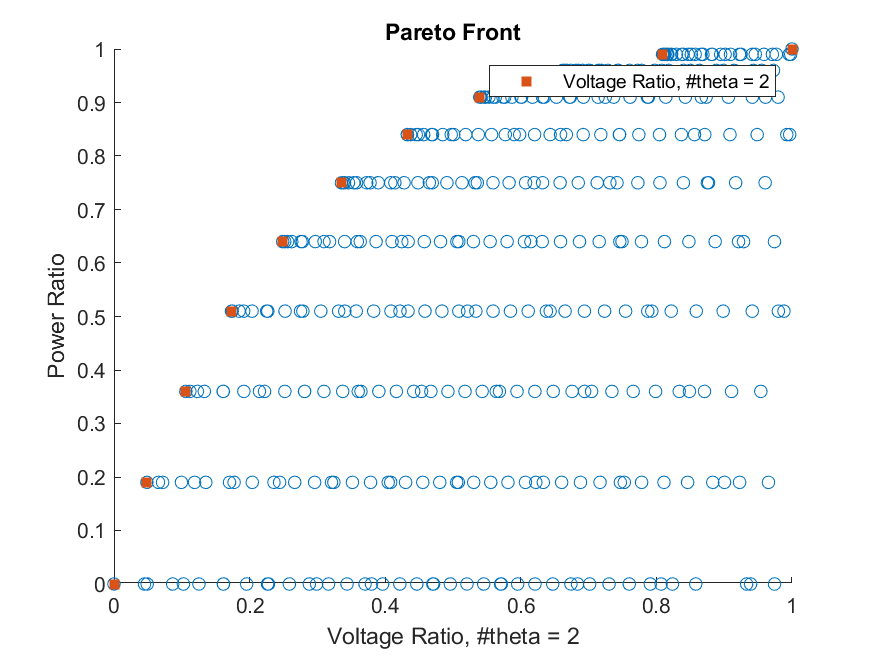 Pareto Front
1
0.9
0.8
0.7
0.6
0.5
0.4
0.3
0.2
0.1
0
Power Ratio
Voltage Ratio, #theta = 2
0 0.2 0.4 0.6 0.8 1
Voltage Ratio, #theta = 2